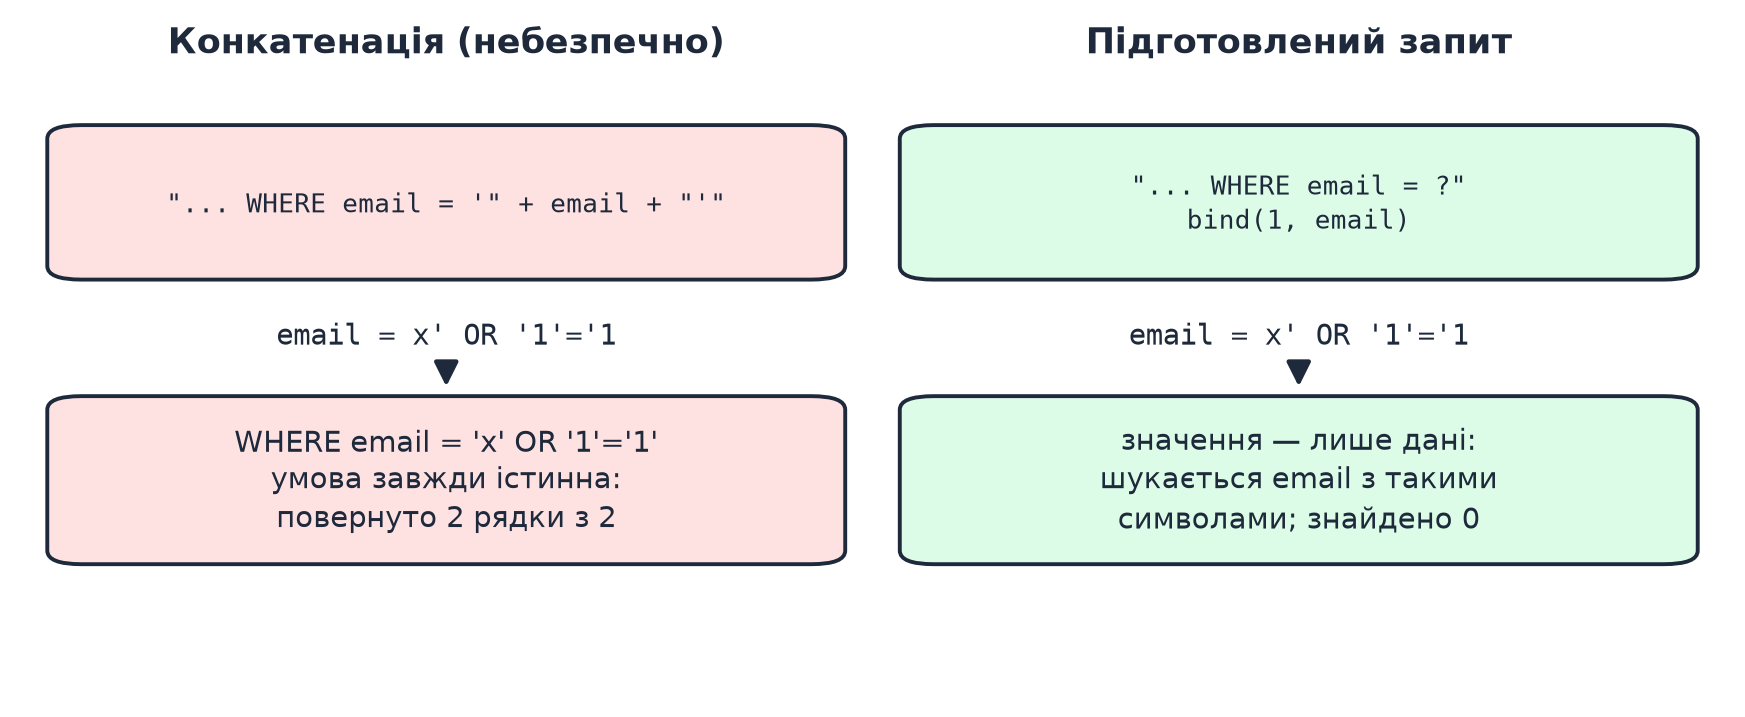 Конкатенація (небезпечно)
"... WHERE email = '" + email + "'"
email = x' OR '1'='1
WHERE email = 'x' OR '1'='1'
умова завжди істинна:
повернуто 2 рядки з 2
Підготовлений запит
"... WHERE email = ?"
bind(1, email)
email = x' OR '1'='1
значення — лише дані:
шукається email з такими
символами; знайдено 0